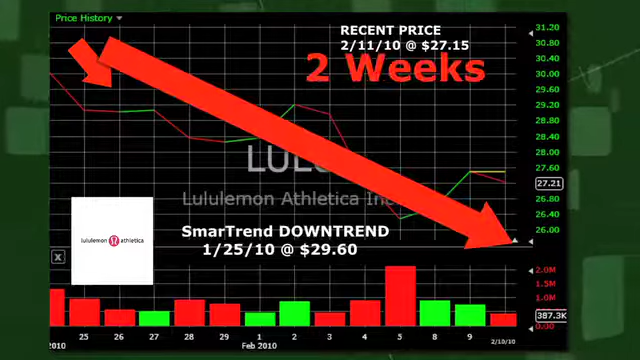 Price History
RECENT PRICE
2/11/10 @ $27.15
2 Weeks
31.20
30.80
30.40
30.00
29.60
29.20
28.80
28.40
28.00
27.60
27.21
26.80
26.40
26.00
LULU
Lululemon Athletica Inc
lululemon athletica
SmarTrend DOWNTREND
1/25/10 @ $29.60
X
2.0M
1.5M
1.0M
387.3K
0.00
2010
25
26
27
28
29
1
2
3
4
5
8
9
2/10/10
Feb 2010